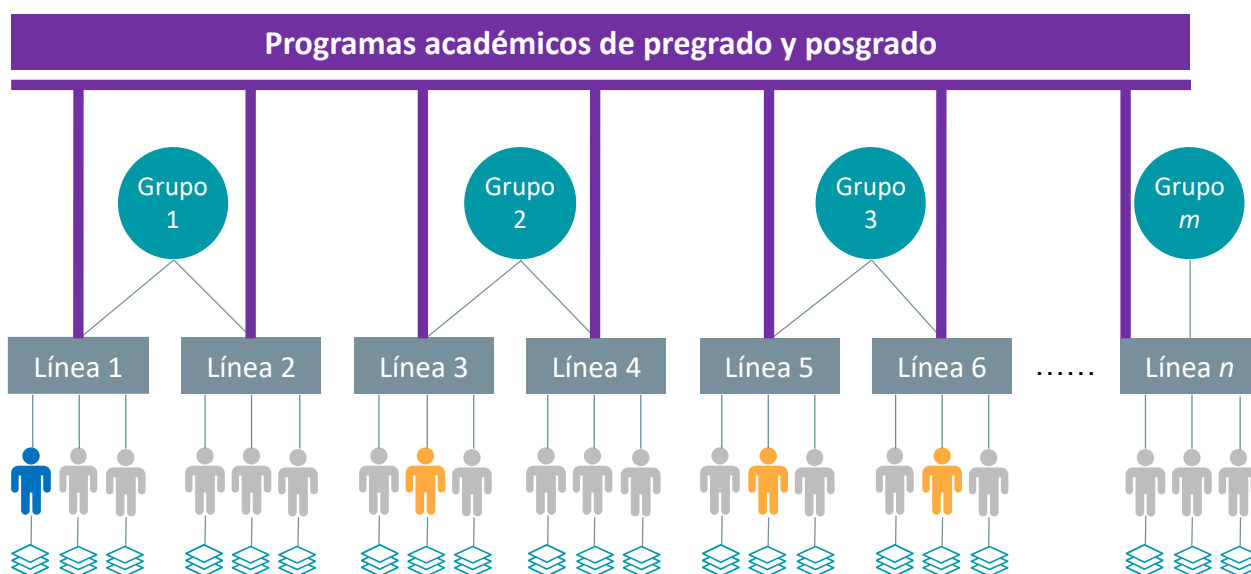 Programas académicos de pregrado y posgrado
Grupo
1
Grupo
2
Grupo
3
Grupo
m
Línea 1
Línea 2
Línea 3
Línea 4
Línea 5
Línea 6
......
Línea n